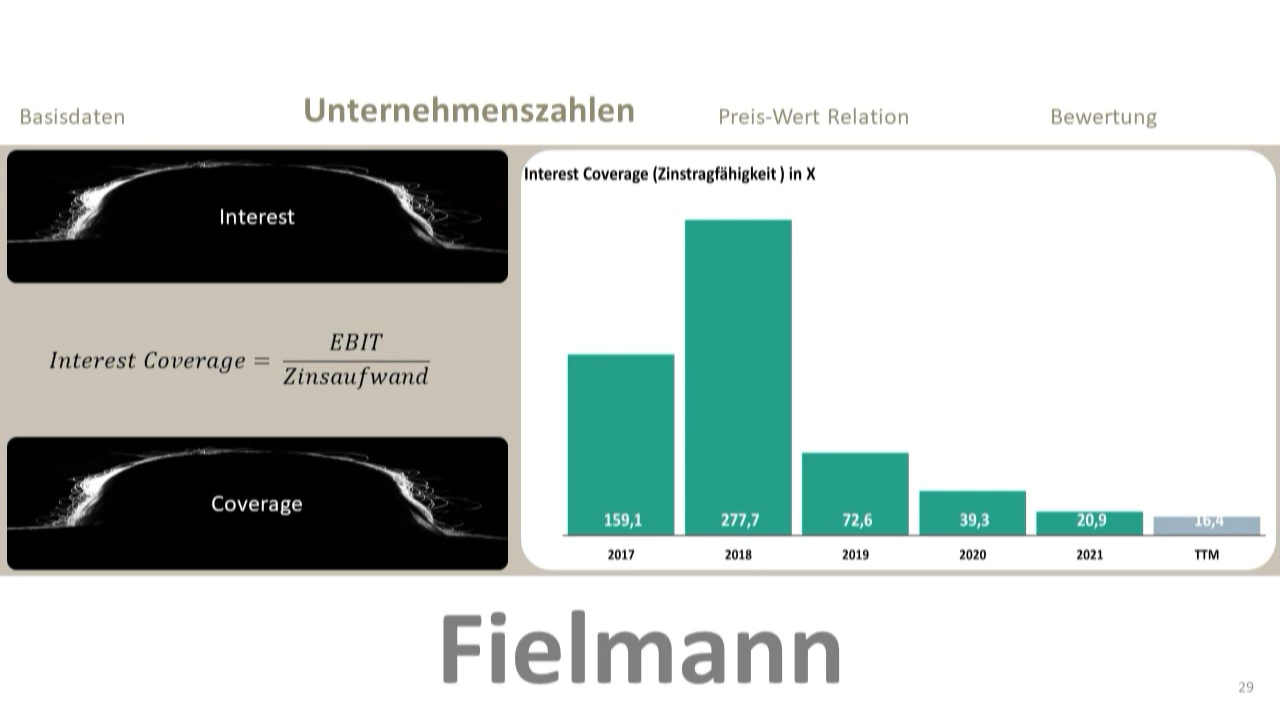 Basisdaten
Unternehmenszahlen
Preis-Wert Relation
Bewertung
Interest
Interest Coverage = EBIT / Zinsaufwand
Coverage
Interest Coverage (Zinstragfähigkeit ) in X
159,1 277,7 72,6 39,3 20,9 16,4
2017 2018 2019 2020 2021 TTM
Fielmann
29